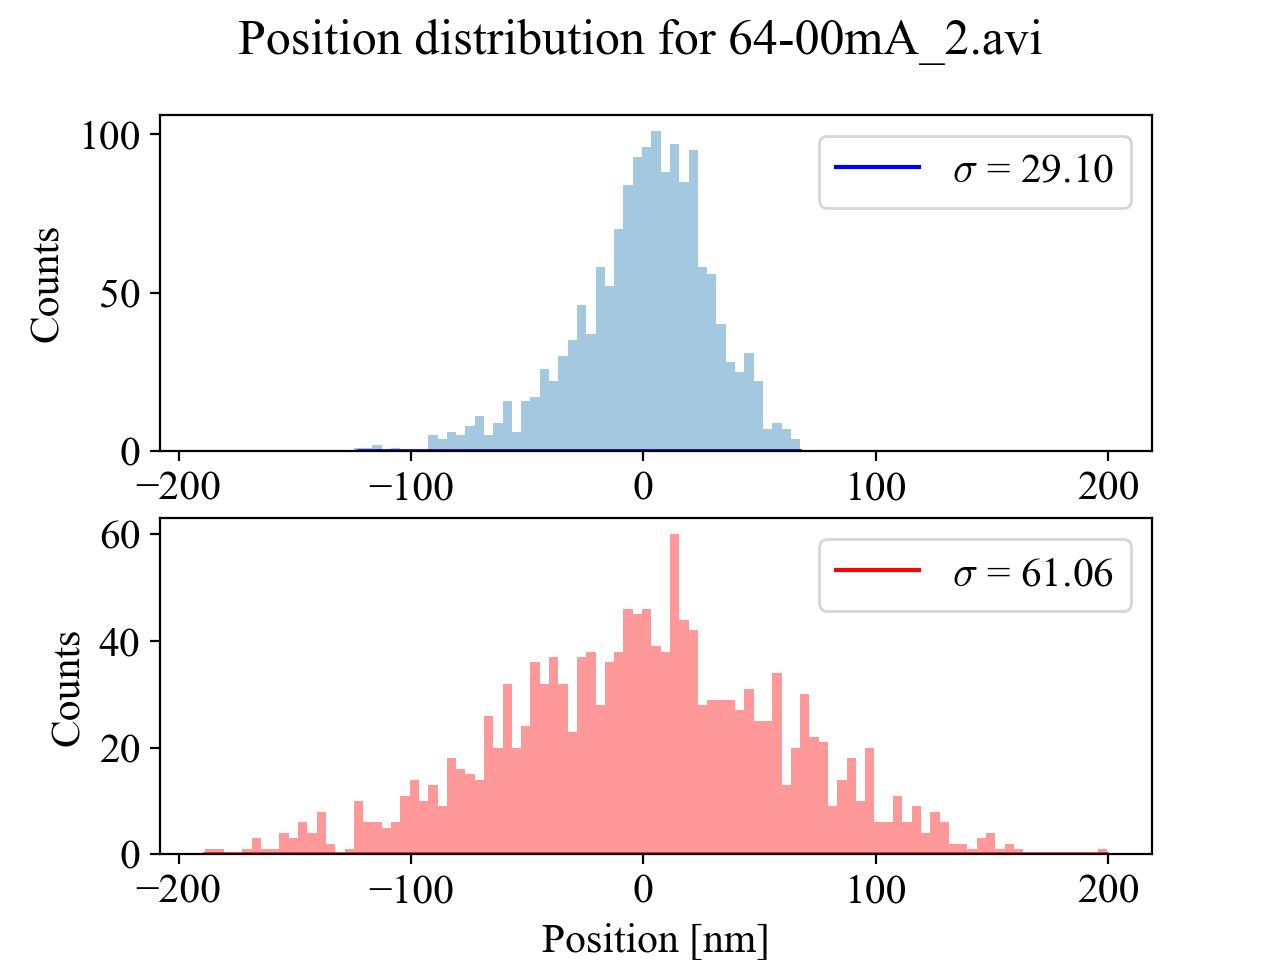 Position distribution for 64-00mA_2.avi
100
50
0
Counts
σ = 29.10
−200 −100 0 100 200
60
40
20
0
Counts
σ = 61.06
−200 −100 0 100 200
Position [nm]